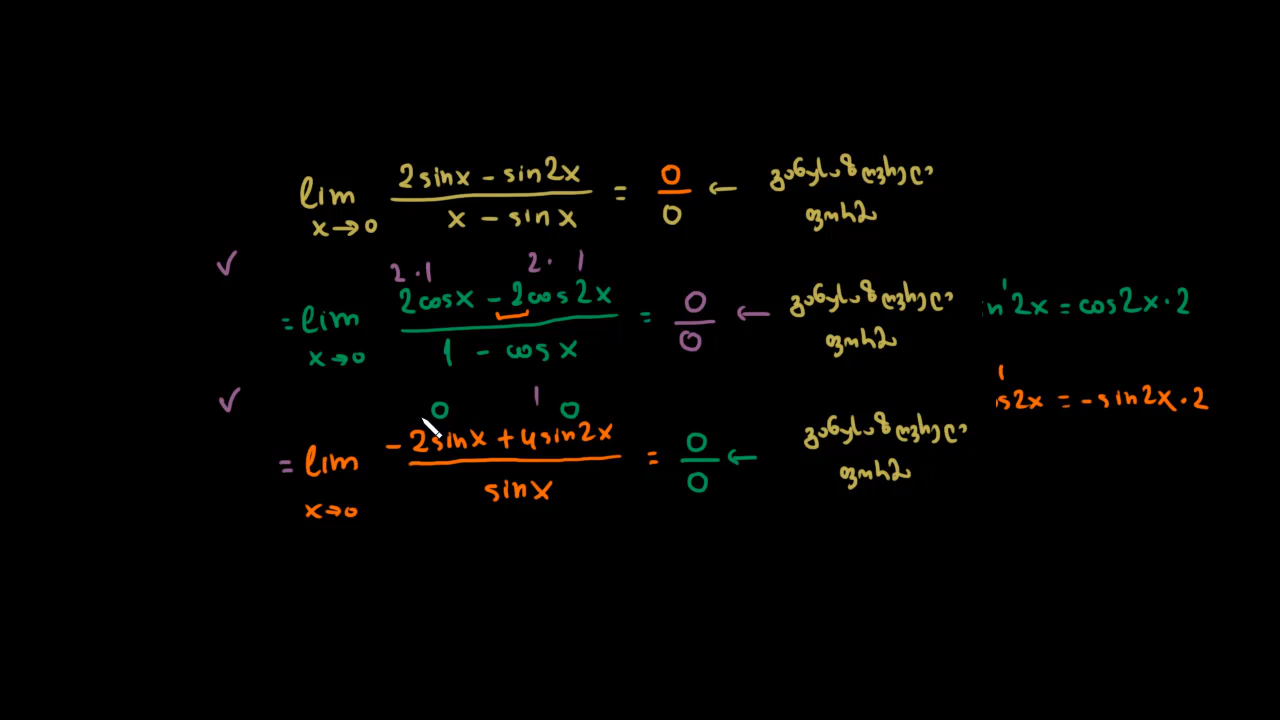 lim x→0 (2sinx - sin2x)/(x - sinx) = 0/0 ← განუსაზღვრელი ფორმა
✓
2·1 2· 1
= lim x→0 (2cosx - 2cos2x)/(1 - cosx) = 0/0 ← განუსაზღვრელი ფორმა
n'2x = cos2x·2
✓
0 1 0
= lim x→0 (-2sinx + 4sin2x)/(sinx) = 0/0 ← განუსაზღვრელი ფორმა
s2x = -sin2x·2